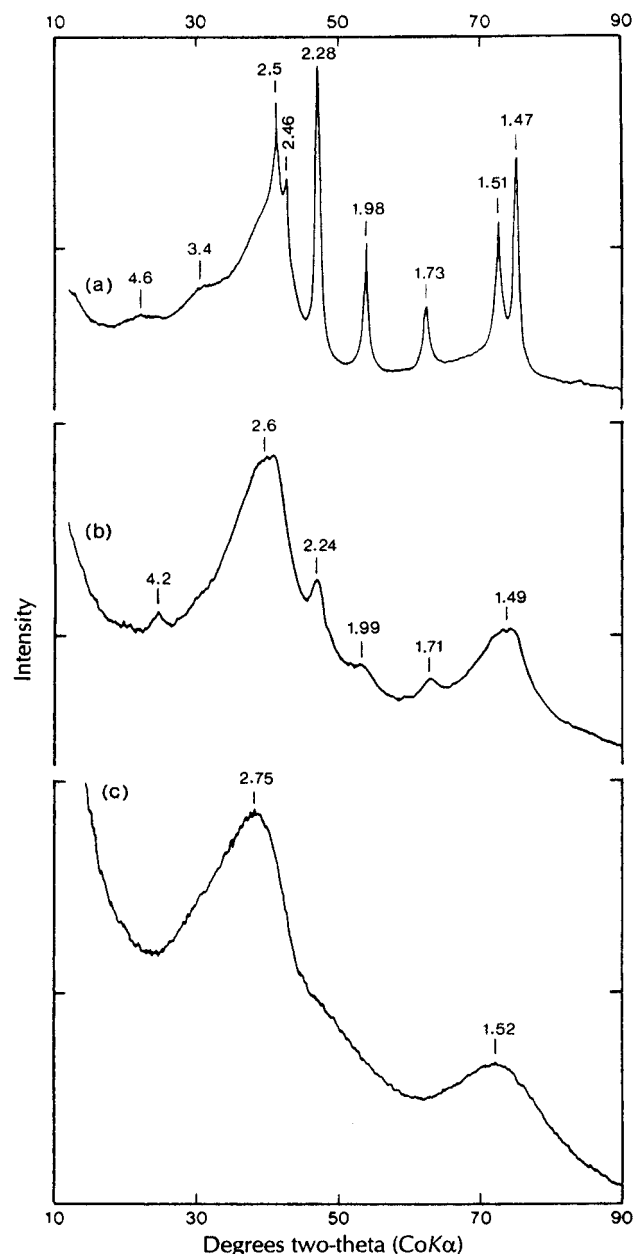 10 30 50 70 90
2.28
2.5
2.46
1.47
1.51
1.98
3.4
1.73
4.6
(a)
2.6
(b)
2.24
4.2
1.99
1.71
1.49
Intensity
2.75
(c)
1.52
10 30 50 70 90
Degrees two-theta (CoKα)